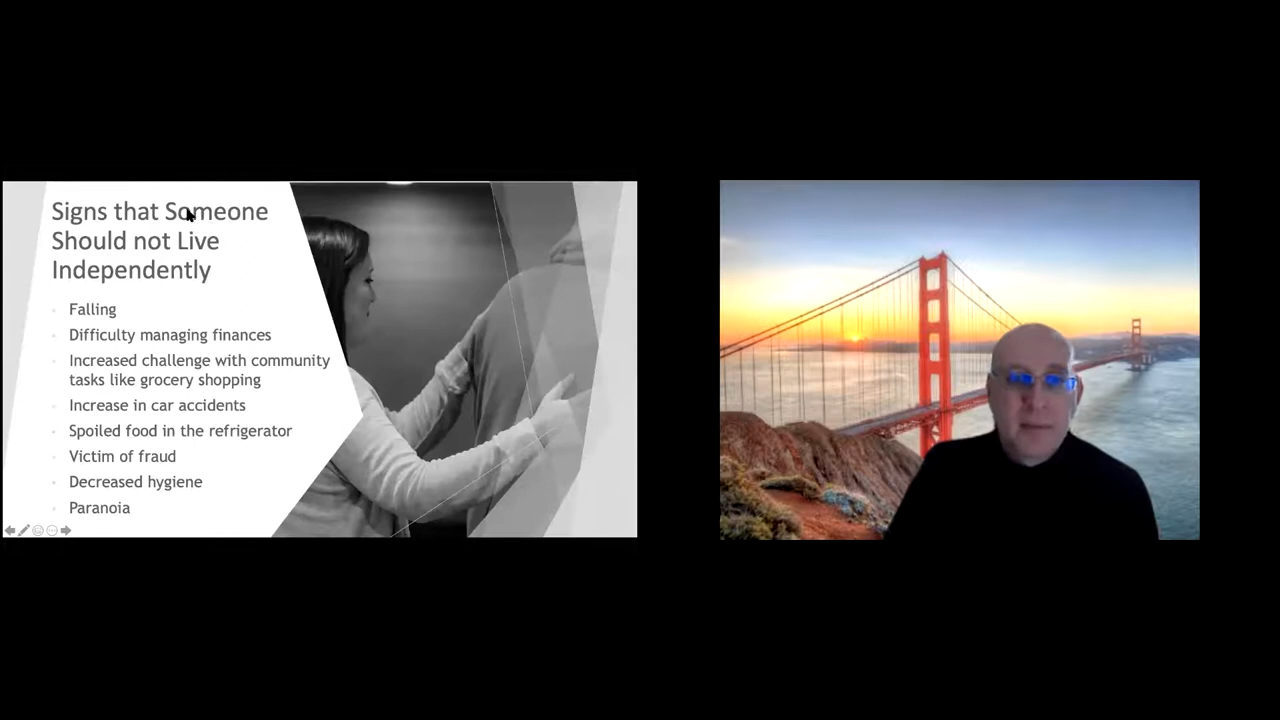 Signs that Someone
Should not Live
Independently
Falling
Difficulty managing finances
Increased challenge with community
tasks like grocery shopping
Increase in car accidents
Spoiled food in the refrigerator
Victim of fraud
Decreased hygiene
Paranoia